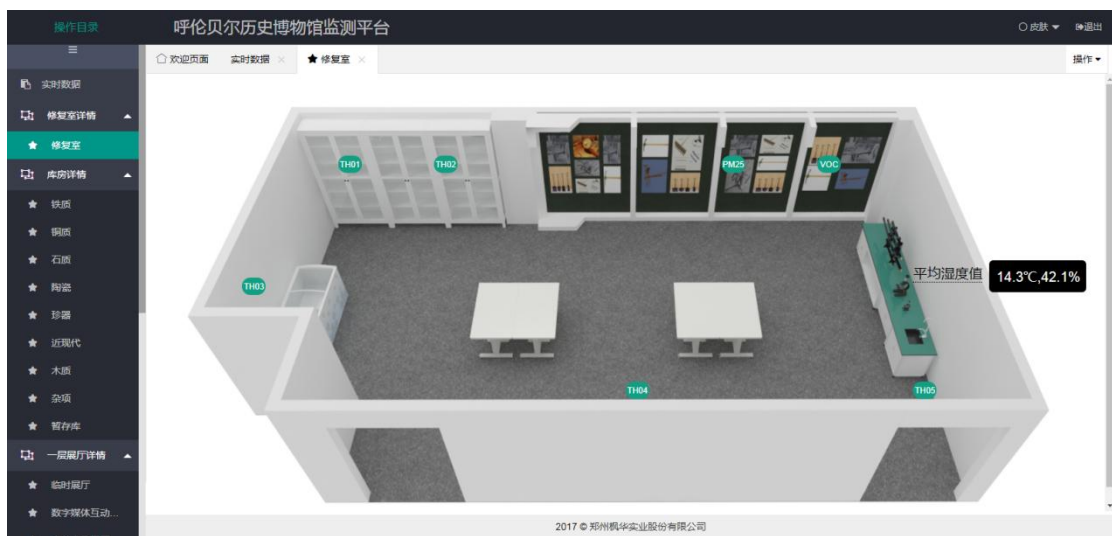 操作目录
呼伦贝尔历史博物馆监测平台
皮肤
退出
欢迎页面
实时数据
修复室
操作
实时数据
修复室详情
修复室
库房详情
铁质
铜质
石质
陶瓷
珍器
近现代
木质
杂项
暂存库
一层展厅详情
临时展厅
数字媒体互动...
TH01
TH02
PM25
VOC
TH03
平均湿度值
14.3℃,42.1%
TH04
TH05
2017 © 郑州枫华实业股份有限公司